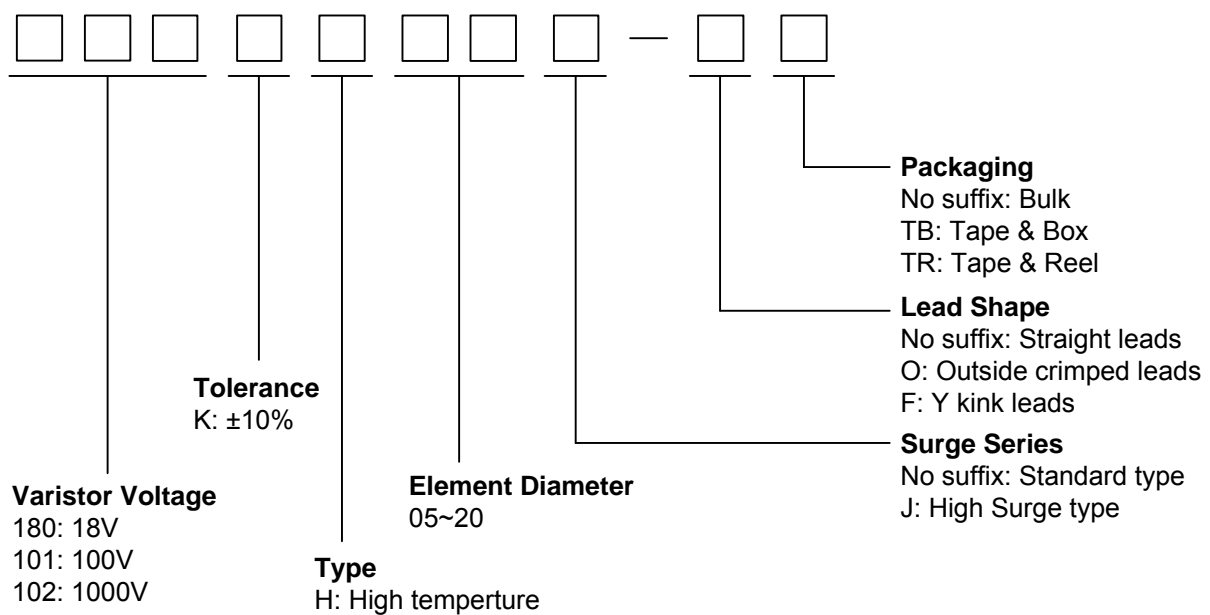 Packaging
No suffix: Bulk
TB: Tape & Box
TR: Tape & Reel
Lead Shape
No suffix: Straight leads
O: Outside crimped leads
F: Y kink leads
Surge Series
No suffix: Standard type
J: High Surge type
Tolerance
K: ±10%
Element Diameter
05~20
Varistor Voltage
180: 18V
101: 100V
102: 1000V
Type
H: High temperture